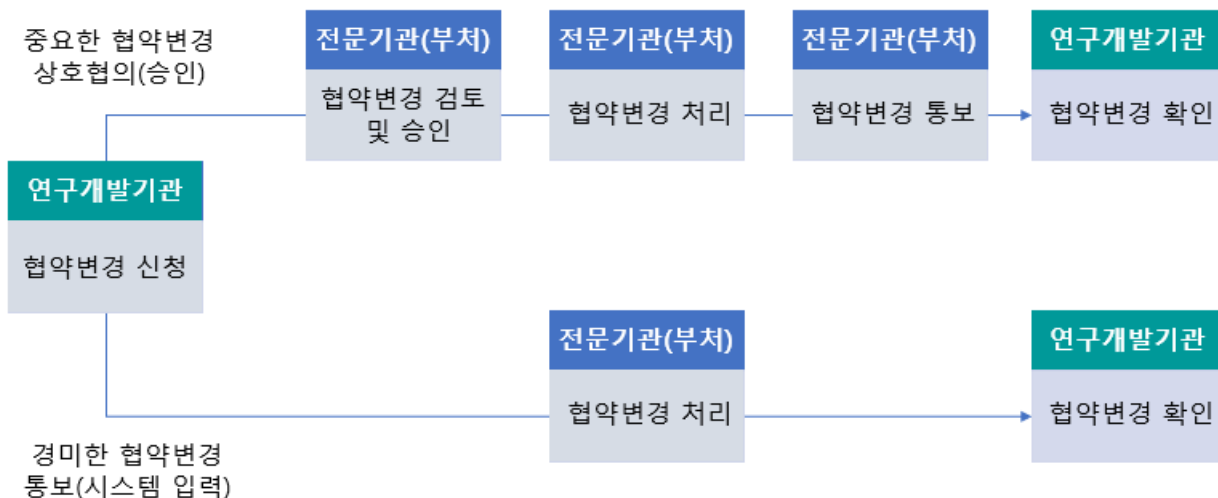 중요한 협약변경
상호협의(승인)
전문기관(부처)
협약변경 검토
및 승인
전문기관(부처)
협약변경 처리
전문기관(부처)
협약변경 통보
연구개발기관
협약변경 확인
연구개발기관
협약변경 신청
전문기관(부처)
협약변경 처리
연구개발기관
협약변경 확인
경미한 협약변경
통보(시스템 입력)